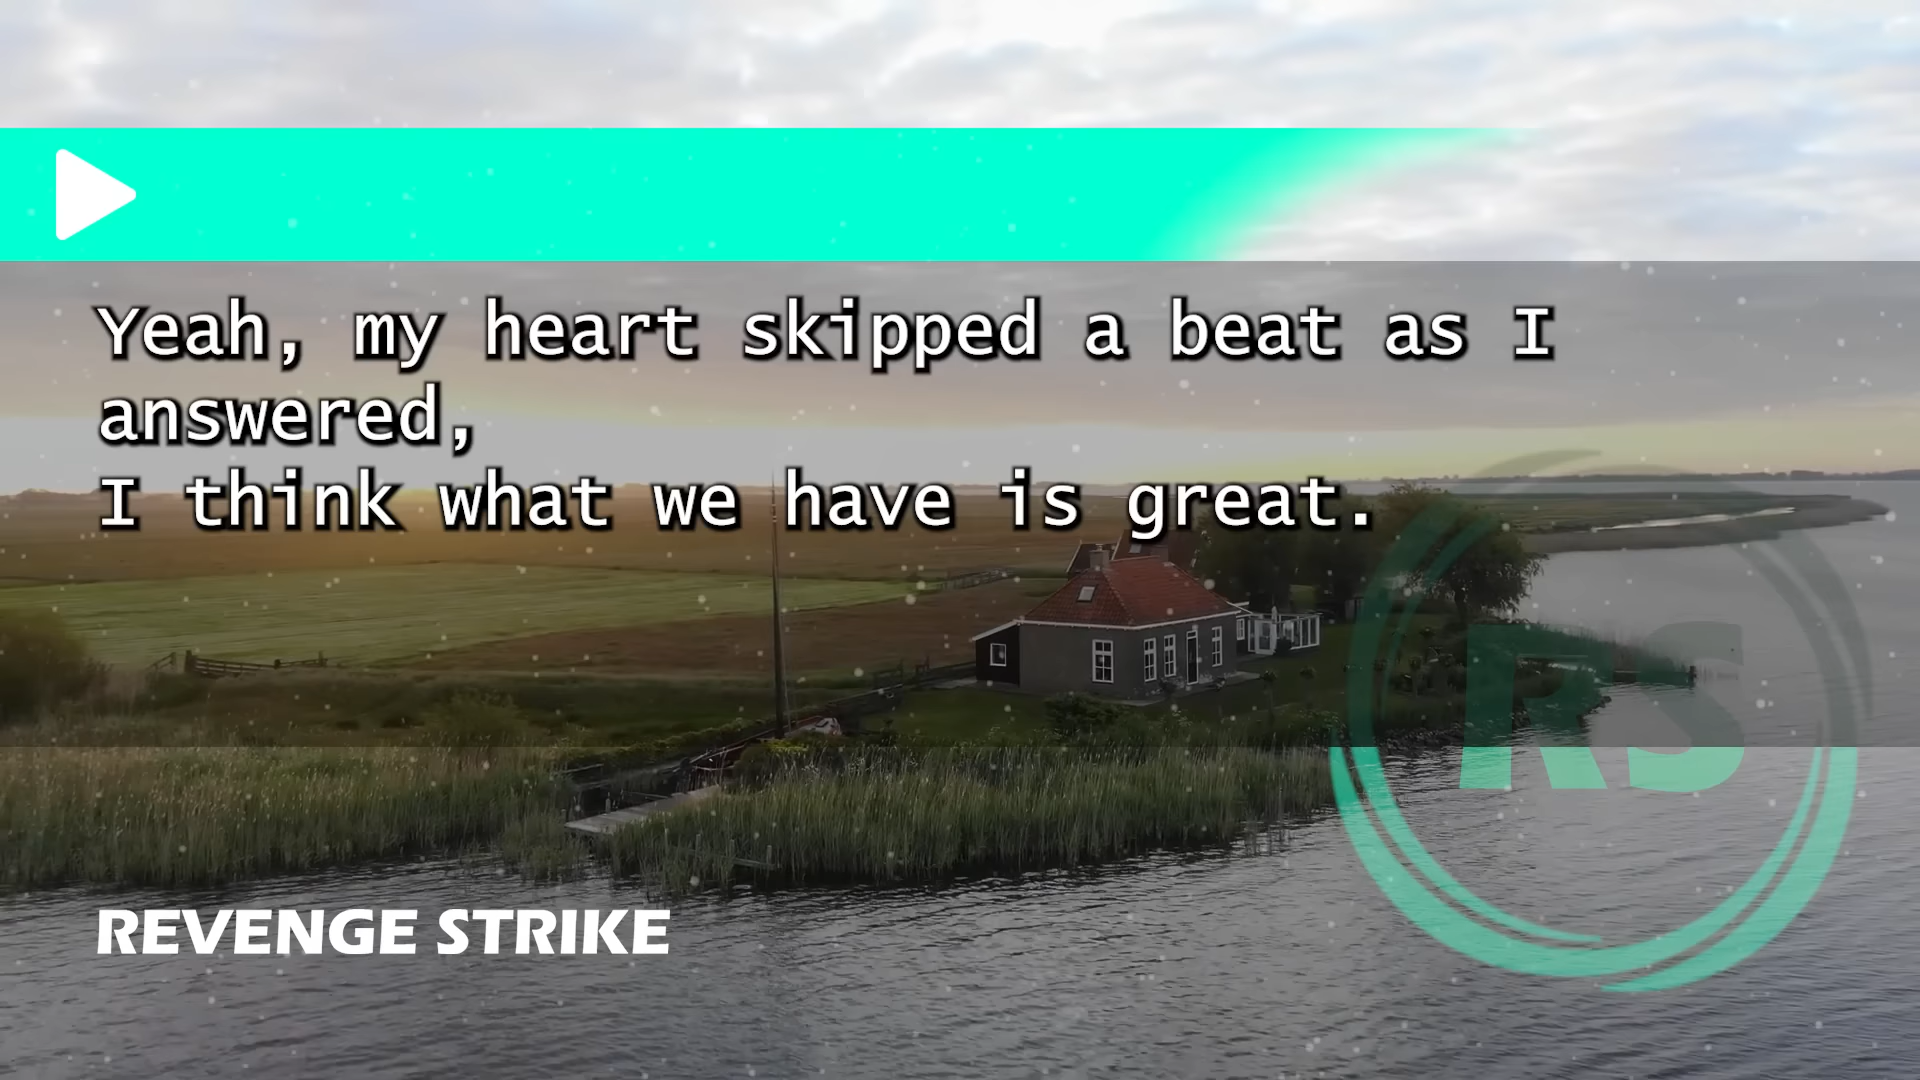 Yeah, my heart skipped a beat as I
answered,
I think what we have is great.
RS
REVENGE STRIKE